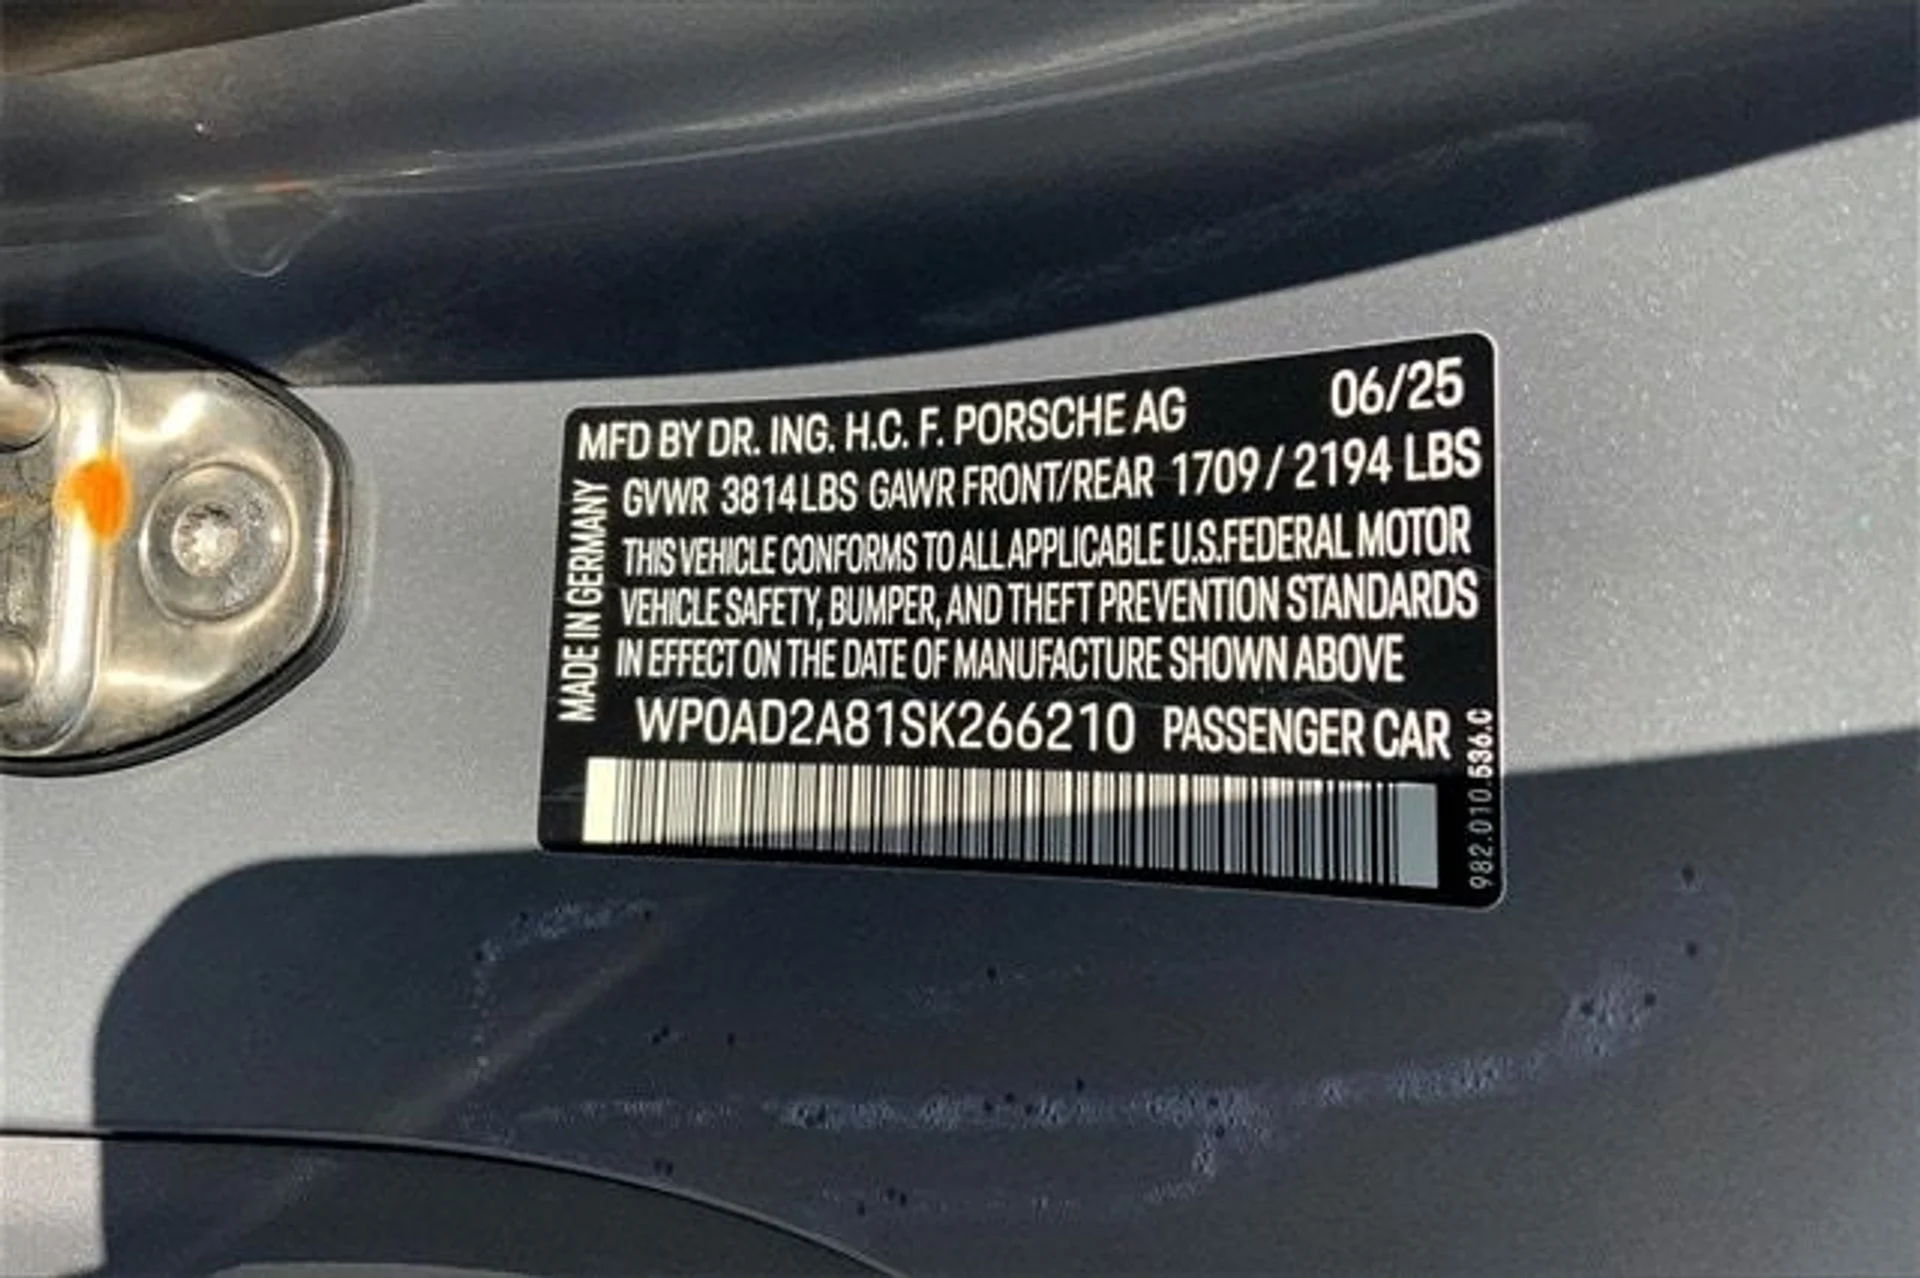 MFD BY DR. ING. H.C. F. PORSCHE AG 06/25
GVWR 3814 LBS GAWR FRONT/REAR 1709 / 2194 LBS
THIS VEHICLE CONFORMS TO ALL APPLICABLE U.S.FEDERAL MOTOR
VEHICLE SAFETY, BUMPER, AND THEFT PREVENTION STANDARDS
IN EFFECT ON THE DATE OF MANUFACTURE SHOWN ABOVE
WP0AD2A81SK266210 PASSENGER CAR
MADE IN GERMANY
982.010.536.C